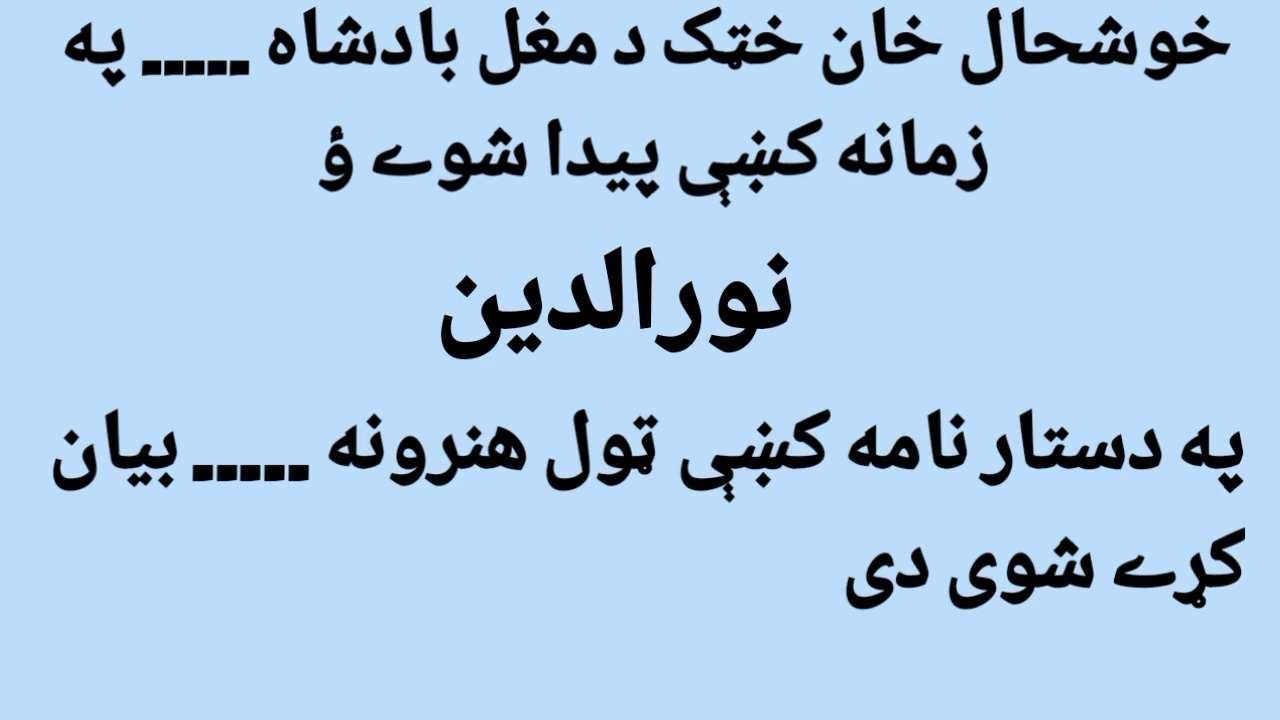 خوشحال خان خټک د مغل بادشاه ----- په
زمانه کښې پیدا شوے ؤ
نورالدین
په دستار نامه کښې ټول هنرونه ----- بیان
کړے شوی دی